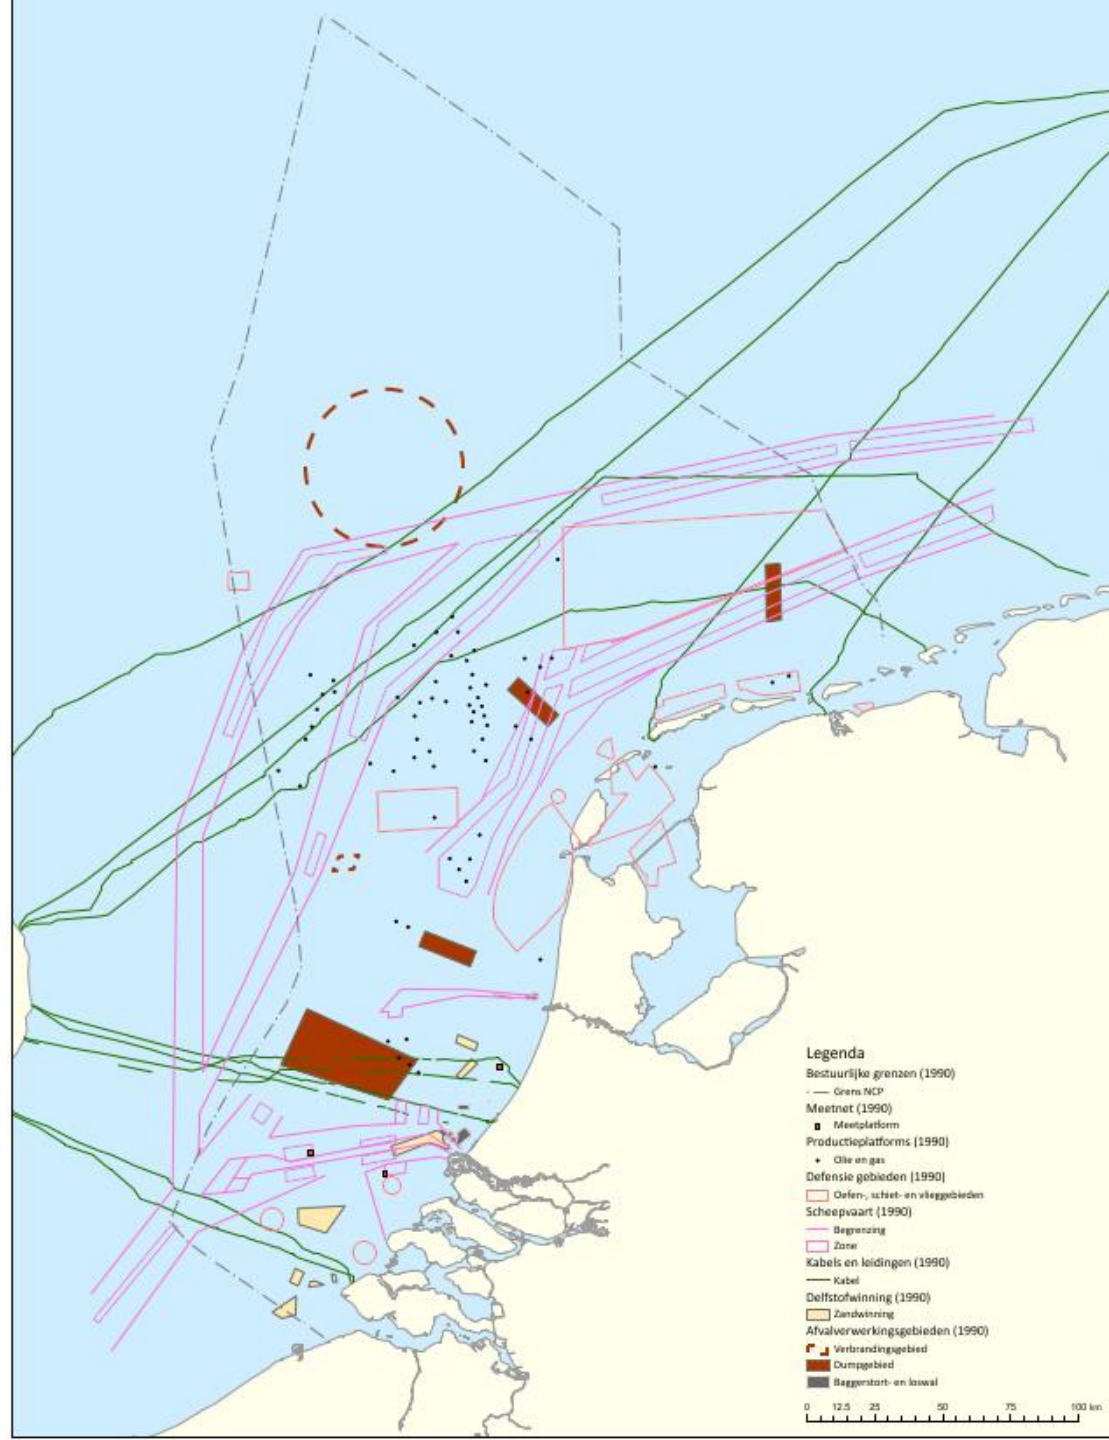 Legenda
Bestuurlijke grenzen (1990)
Grens NCP
Meetnet (1990)
Meetplatform
Productieplatforms (1990)
Olie en gas
Defensie gebieden (1990)
Oefen-, schiet- en vlieggebieden
Scheepvaart (1990)
Begrenzing
Zone
Kabels en leidingen (1990)
Kabel
Delfstofwinning (1990)
Zandwinning
Afvalverwerkingsgebieden (1990)
Verbrandingsgebied
Dumpgebied
Baggerstort- en loswal
0 12.5 25 50 75 100 km